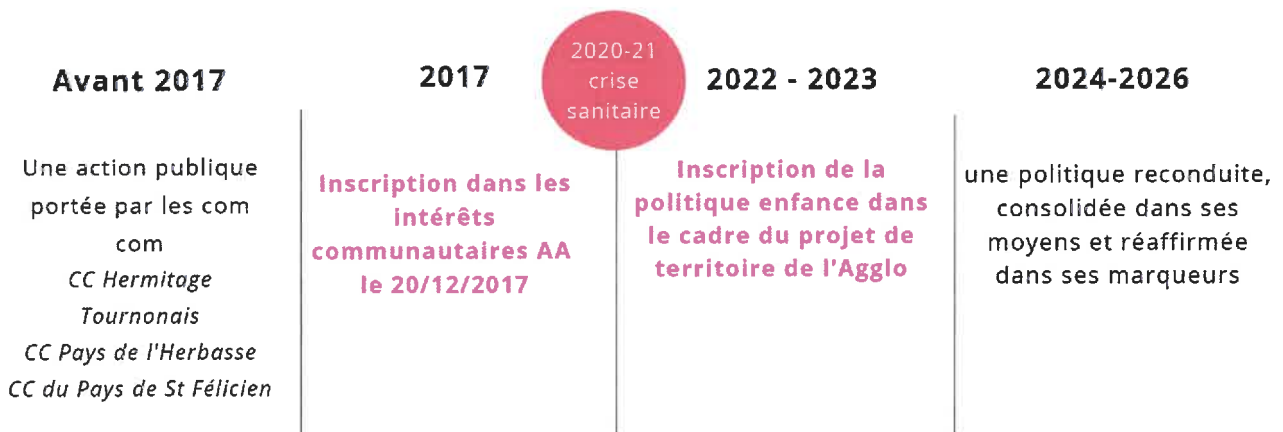 Avant 2017
Une action publique
portée par les com
com
CC Hermitage
Tournonais
CC Pays de l'Herbasse
CC du Pays de St Félicien
2017
Inscription dans les
intérêts
communautaires AA
le 20/12/2017
2020-21
crise
sanitaire
2022 - 2023
Inscription de la
politique enfance dans
le cadre du projet de
territoire de l'Agglo
2024-2026
une politique reconduite,
consolidée dans ses
moyens et réaffirmée
dans ses marqueurs